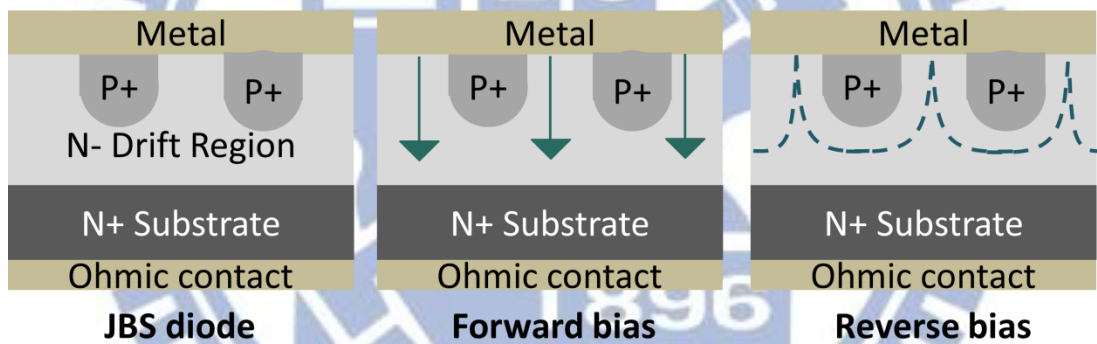 Metal
P+
P+
N- Drift Region
N+ Substrate
Ohmic contact
JBS diode
Metal
P+
P+
N+ Substrate
Ohmic contact
Forward bias
Metal
P+
P+
N+ Substrate
Ohmic contact
Reverse bias
1896